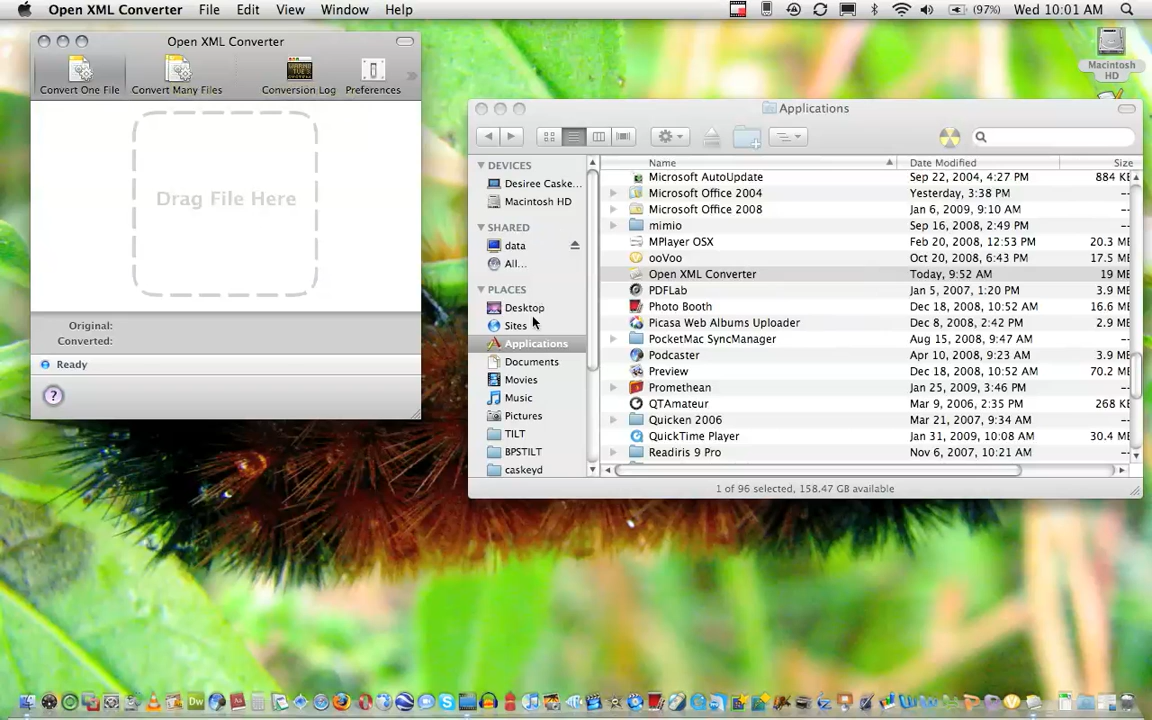 Open XML Converter File Edit View Window Help (97%) Wed 10:01 AM
Macintosh HD
Open XML Converter
Convert One File Convert Many Files Conversion Log Preferences
Drag File Here
Original:
Converted:
Ready
?
Applications
DEVICES
Desiree Caske...
Macintosh HD
SHARED
data
All...
PLACES
Desktop
Sites
Applications
Documents
Movies
Music
Pictures
TILT
BPSTILT
caskeyd
Name Date Modified Size
Microsoft AutoUpdate Sep 22, 2004, 4:27 PM 884 KB
Microsoft Office 2004 Yesterday, 3:38 PM --
Microsoft Office 2008 Jan 6, 2009, 9:10 AM --
mimio Sep 16, 2008, 2:49 PM --
MPlayer OSX Feb 20, 2008, 12:53 PM 20.3 MB
ooVoo Oct 20, 2008, 6:43 PM 17.5 MB
Open XML Converter Today, 9:52 AM 19 MB
PDFLab Jan 5, 2007, 1:20 PM 3.9 MB
Photo Booth Dec 18, 2008, 10:52 AM 16.6 MB
Picasa Web Albums Uploader Dec 8, 2008, 2:42 PM 2.9 MB
PocketMac SyncManager Aug 15, 2008, 9:47 AM --
Podcaster Apr 10, 2008, 9:23 AM 3.9 MB
Preview Dec 18, 2008, 10:52 AM 70.2 MB
Promethean Jan 25, 2009, 3:46 PM --
QTAmateur Mar 9, 2006, 2:35 PM 268 KB
Quicken 2006 Mar 21, 2007, 9:34 AM --
QuickTime Player Jan 31, 2009, 10:08 AM 30.4 MB
Readiris 9 Pro Nov 6, 2007, 10:21 AM --
1 of 96 selected, 158.47 GB available